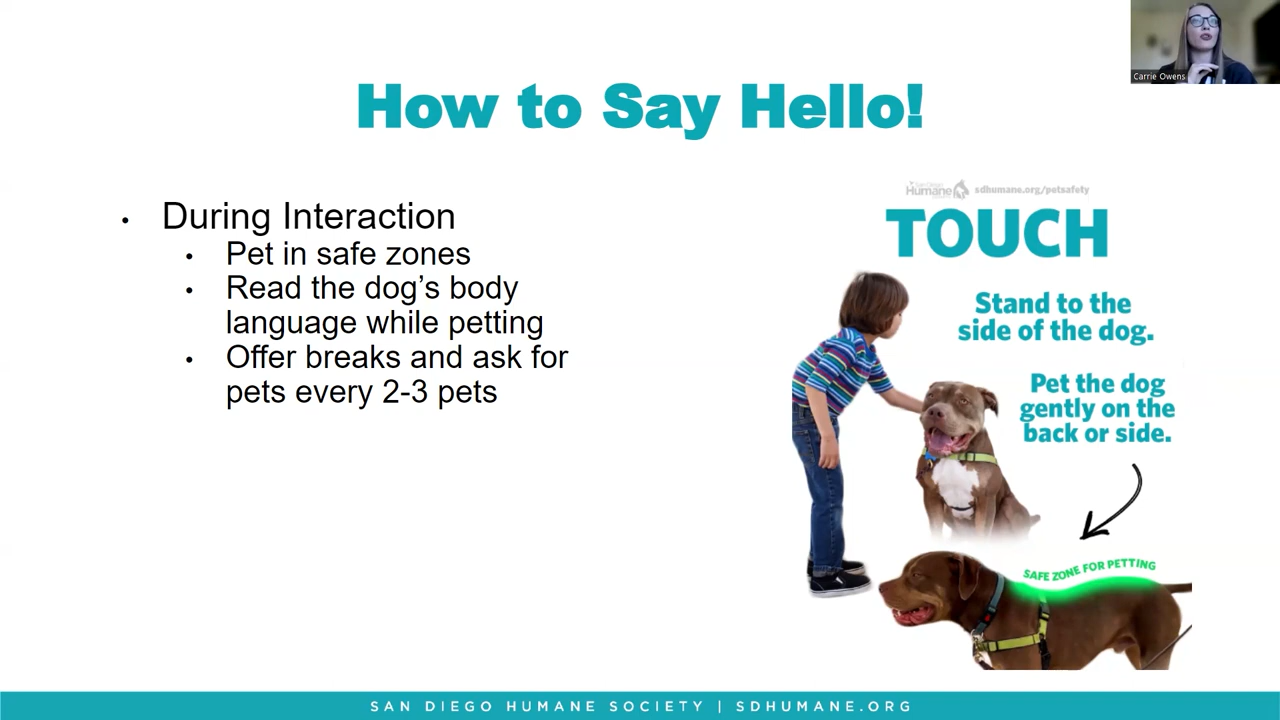 Carrie Owens
How to Say Hello!
• During Interaction
• Pet in safe zones
• Read the dog’s body
language while petting
• Offer breaks and ask for
pets every 2-3 pets
San Diego
Humane
sdhumane.org/petsafety
TOUCH
Stand to the
side of the dog.
Pet the dog
gently on the
back or side.
SAFE ZONE FOR PETTING
SAN DIEGO HUMANE SOCIETY | SDHUMANE.ORG